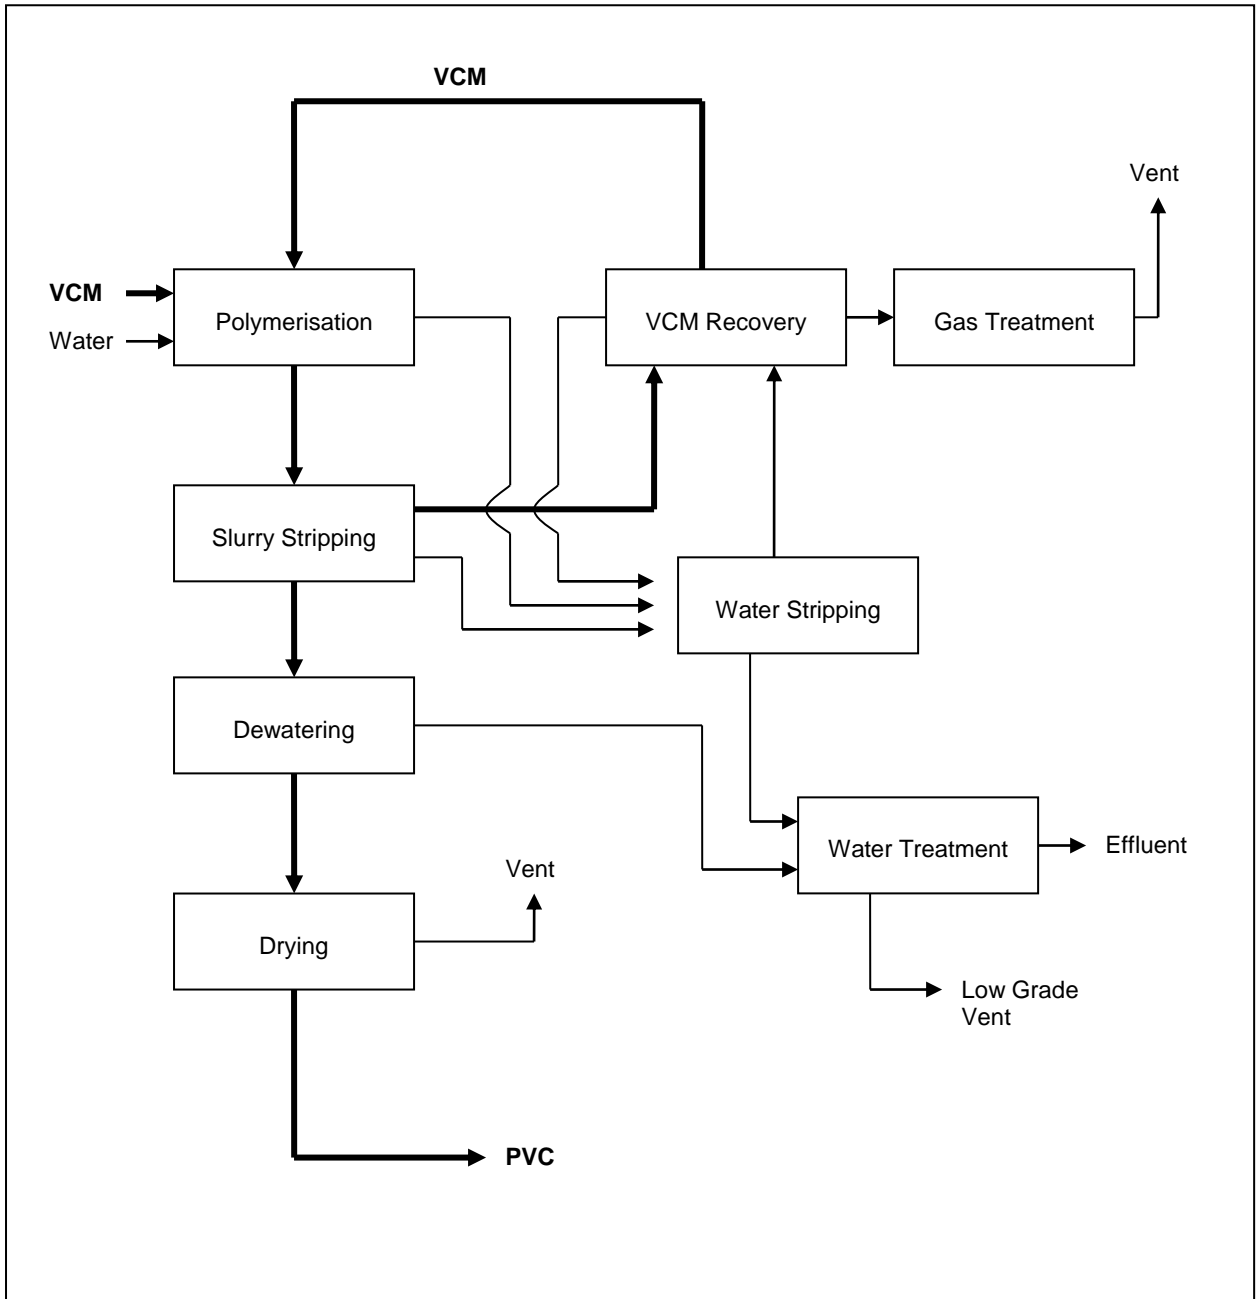 VCM
Vent
VCM
Polymerisation
VCM Recovery
Gas Treatment
Water
Slurry Stripping
Water Stripping
Dewatering
Water Treatment
Effluent
Vent
Drying
Low Grade
Vent
PVC